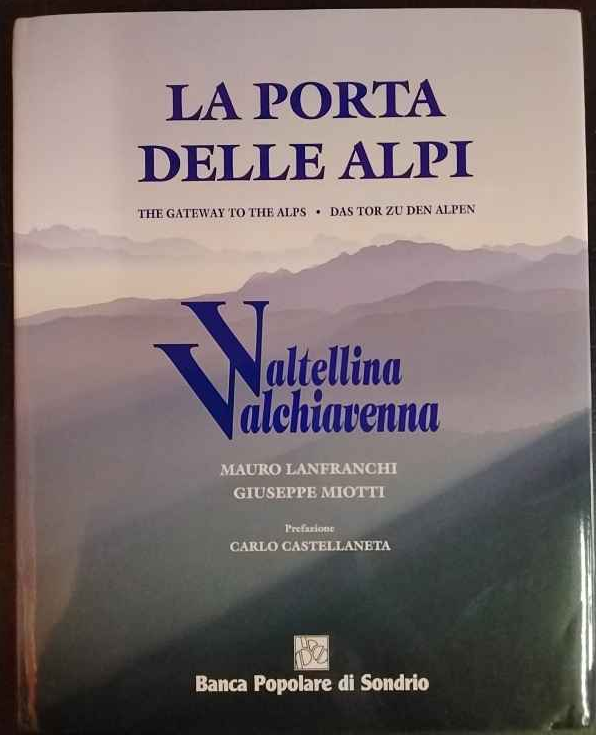 LA PORTA
DELLE ALPI
THE GATEWAY TO THE ALPS • DAS TOR ZU DEN ALPEN
Valtellina
Valchiavenna
MAURO LANFRANCHI
GIUSEPPE MIOTTI
Prefazione
CARLO CASTELLANETA
Banca Popolare di Sondrio